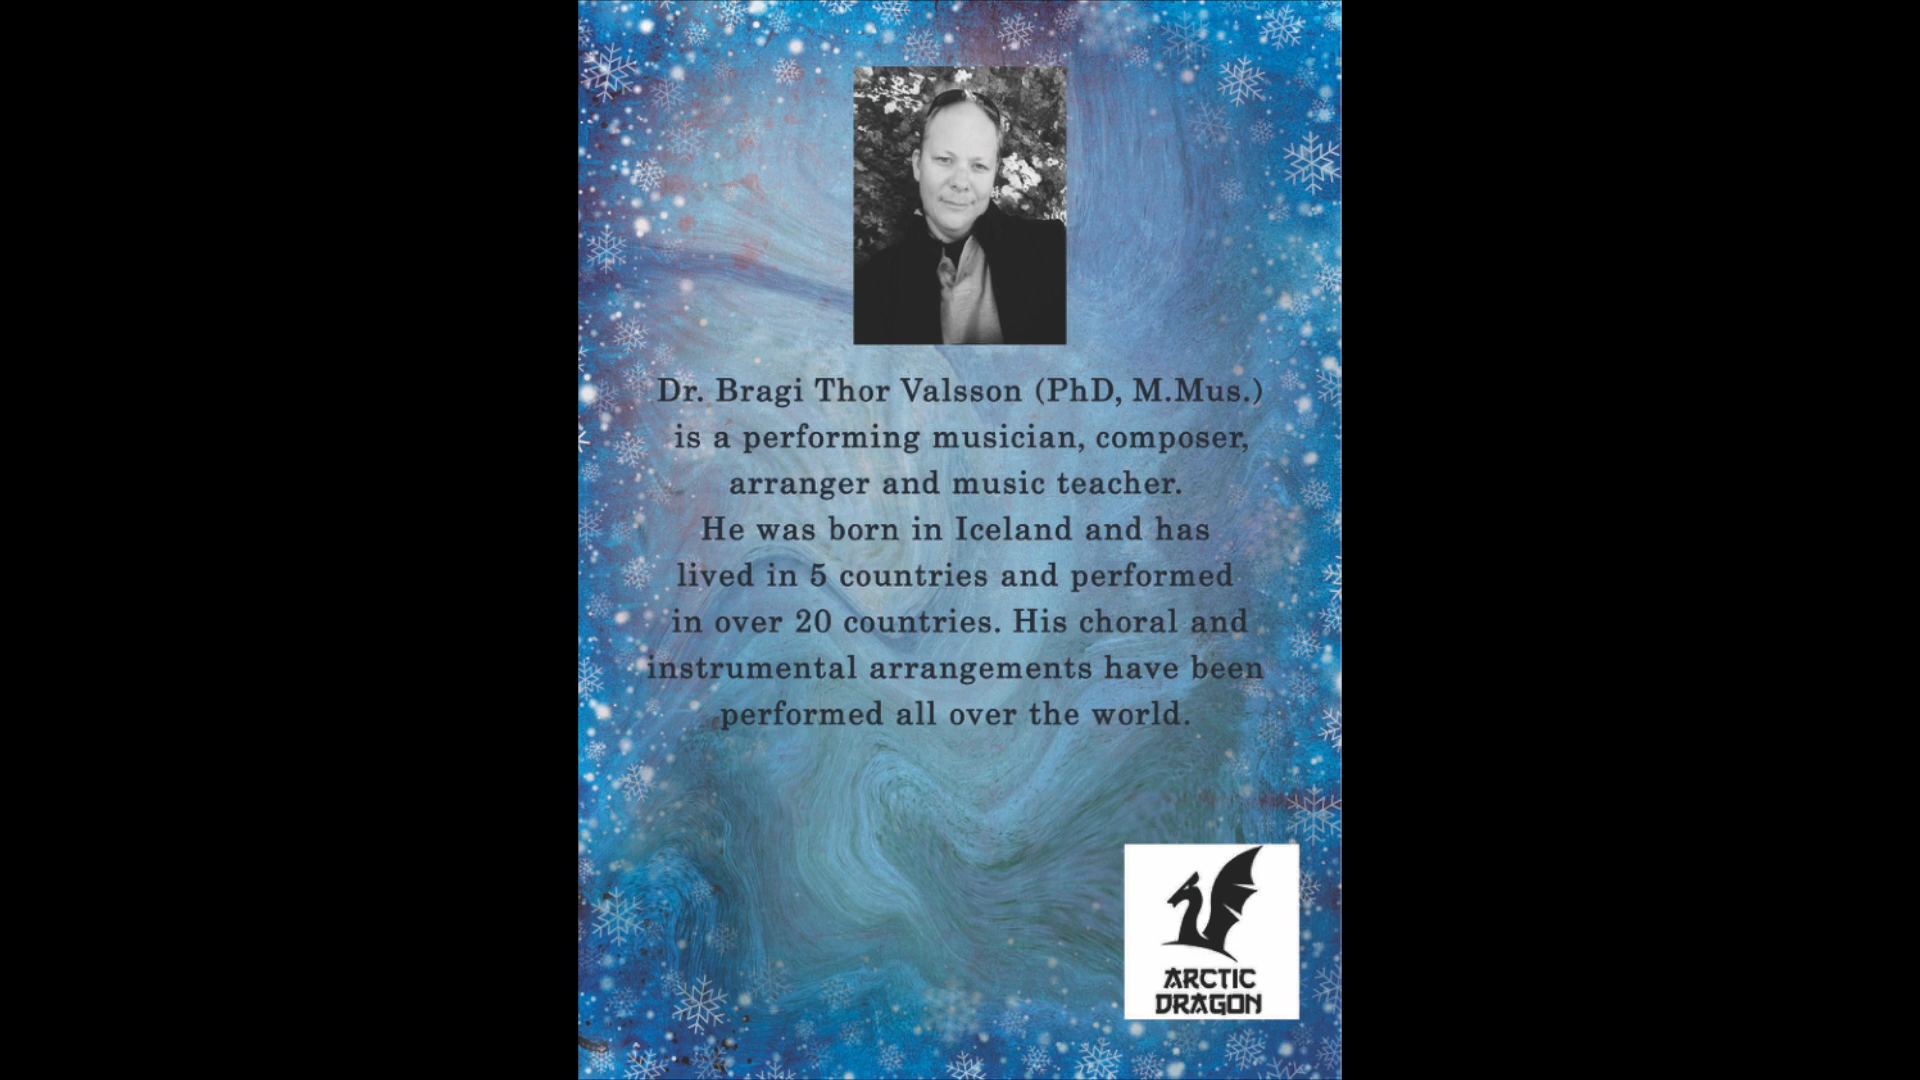 Dr. Bragi Thor Valsson (PhD, M.Mus.)
is a performing musician, composer,
arranger and music teacher.
He was born in Iceland and has
lived in 5 countries and performed
in over 20 countries. His choral and
instrumental arrangements have been
performed all over the world.
ARCTIC
DRAGON